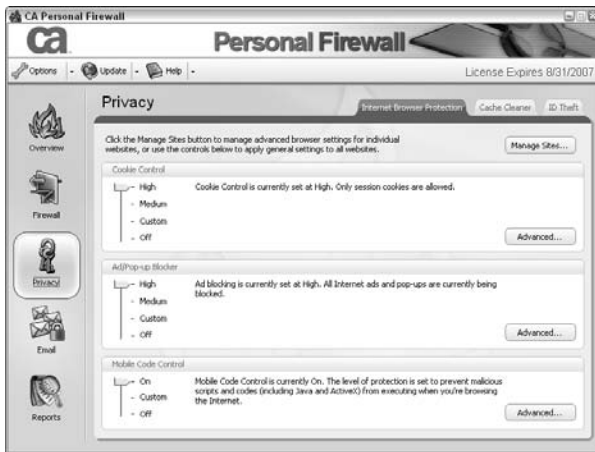 CA Personal Firewall
ca
Personal Firewall
Options
Update
Help
License Expires 8/31/2007
Overview
Firewall
Privacy
Email
Reports
Privacy
Internet Browser Protection
Cache Cleaner
ID Theft
Click the Manage Sites button to manage advanced browser settings for individual
websites, or use the controls below to apply general settings to all websites.
Manage Sites...
Cookie Control
High
Cookie Control is currently set at High. Only session cookies are allowed.
Medium
Custom
Off
Advanced...
Ad/Pop-up Blocker
High
Ad blocking is currently set at High. All Internet ads and pop-ups are currently being
blocked.
Medium
Custom
Off
Advanced...
Mobile Code Control
On
Mobile Code Control is currently On. The level of protection is set to prevent malicious
scripts and codes (including Java and ActiveX) from executing when you're browsing
the Internet.
Custom
Off
Advanced...